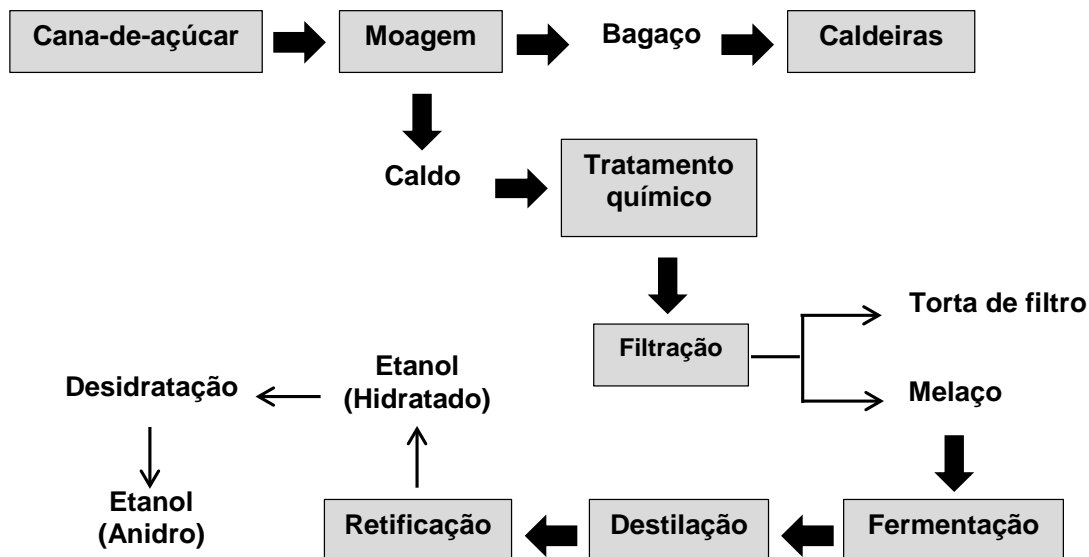 Cana-de-açúcar
Moagem
Bagaço
Caldeiras
Caldo
Tratamento
químico
Filtração
Torta de filtro
Melaço
Fermentação
Destilação
Retificação
Etanol
(Hidratado)
Desidratação
Etanol
(Anidro)